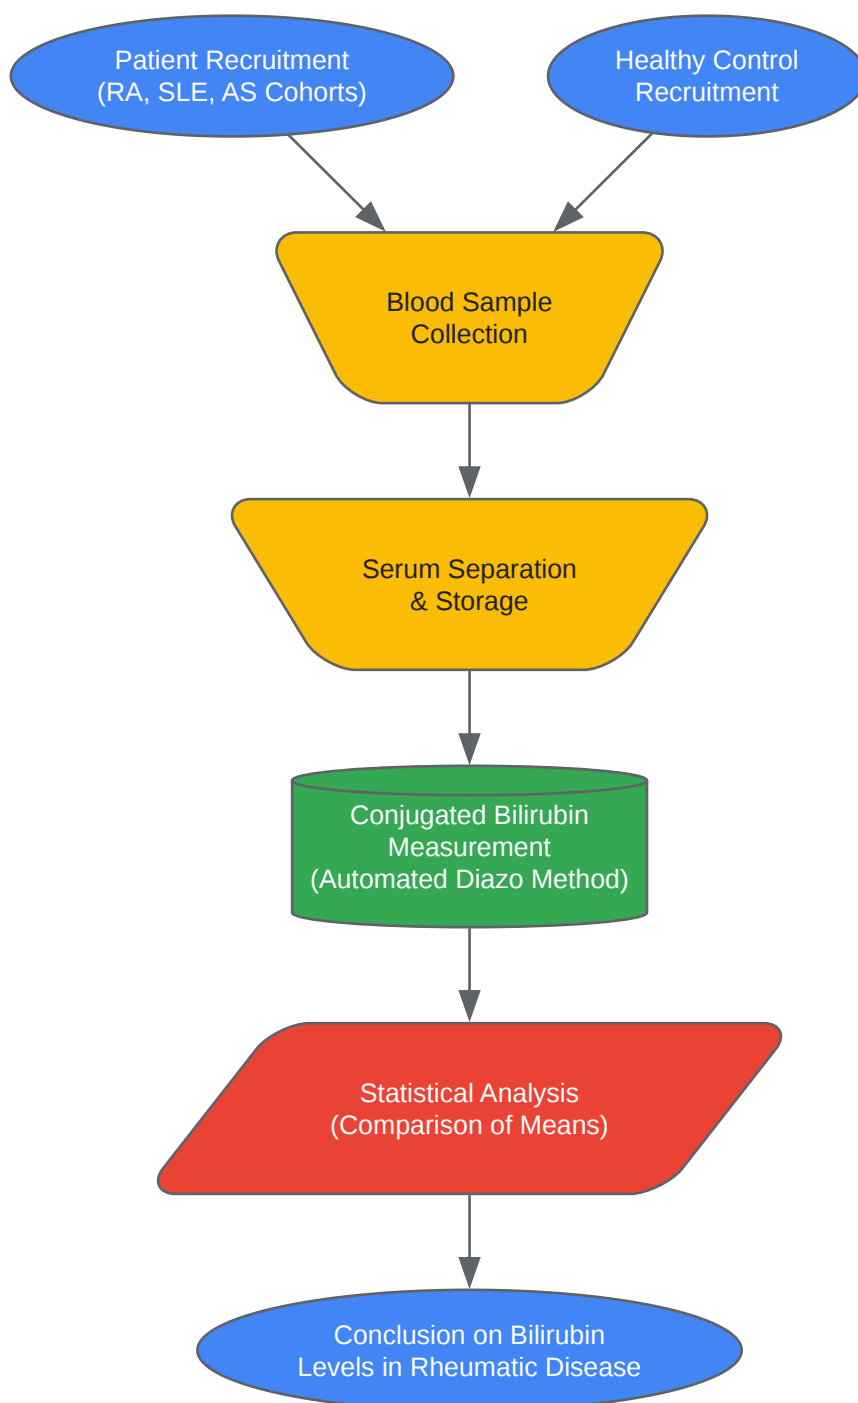 Patient Recruitment
(RA, SLE, AS Cohorts)
Healthy Control
Recruitment
Blood Sample
Collection
Serum Separation
& Storage
Conjugated Bilirubin
Measurement
(Automated Diazo Method)
Statistical Analysis
(Comparison of Means)
Conclusion on Bilirubin
Levels in Rheumatic Disease